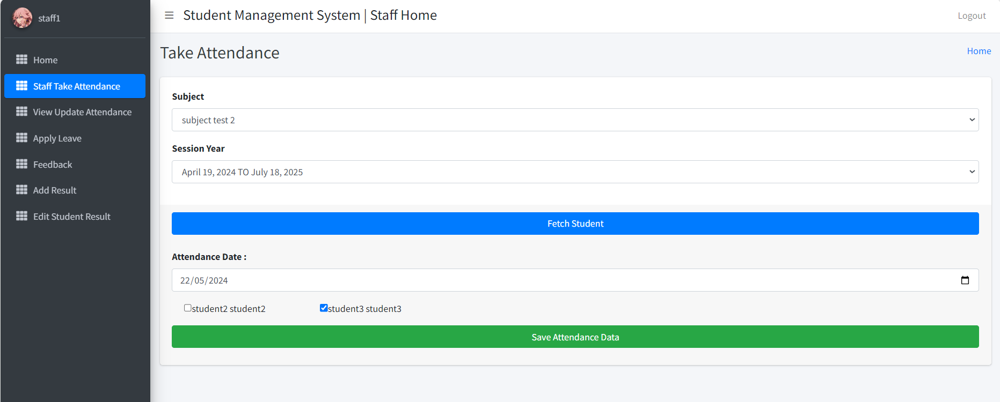 staff1
Home
Staff Take Attendance
View Update Attendance
Apply Leave
Feedback
Add Result
Edit Student Result
Student Management System | Staff Home
Logout
Take Attendance
Home
Subject
subject test 2
Session Year
April 19, 2024 TO July 18, 2025
Fetch Student
Attendance Date :
22/05/2024
student2 student2 student3 student3
Save Attendance Data